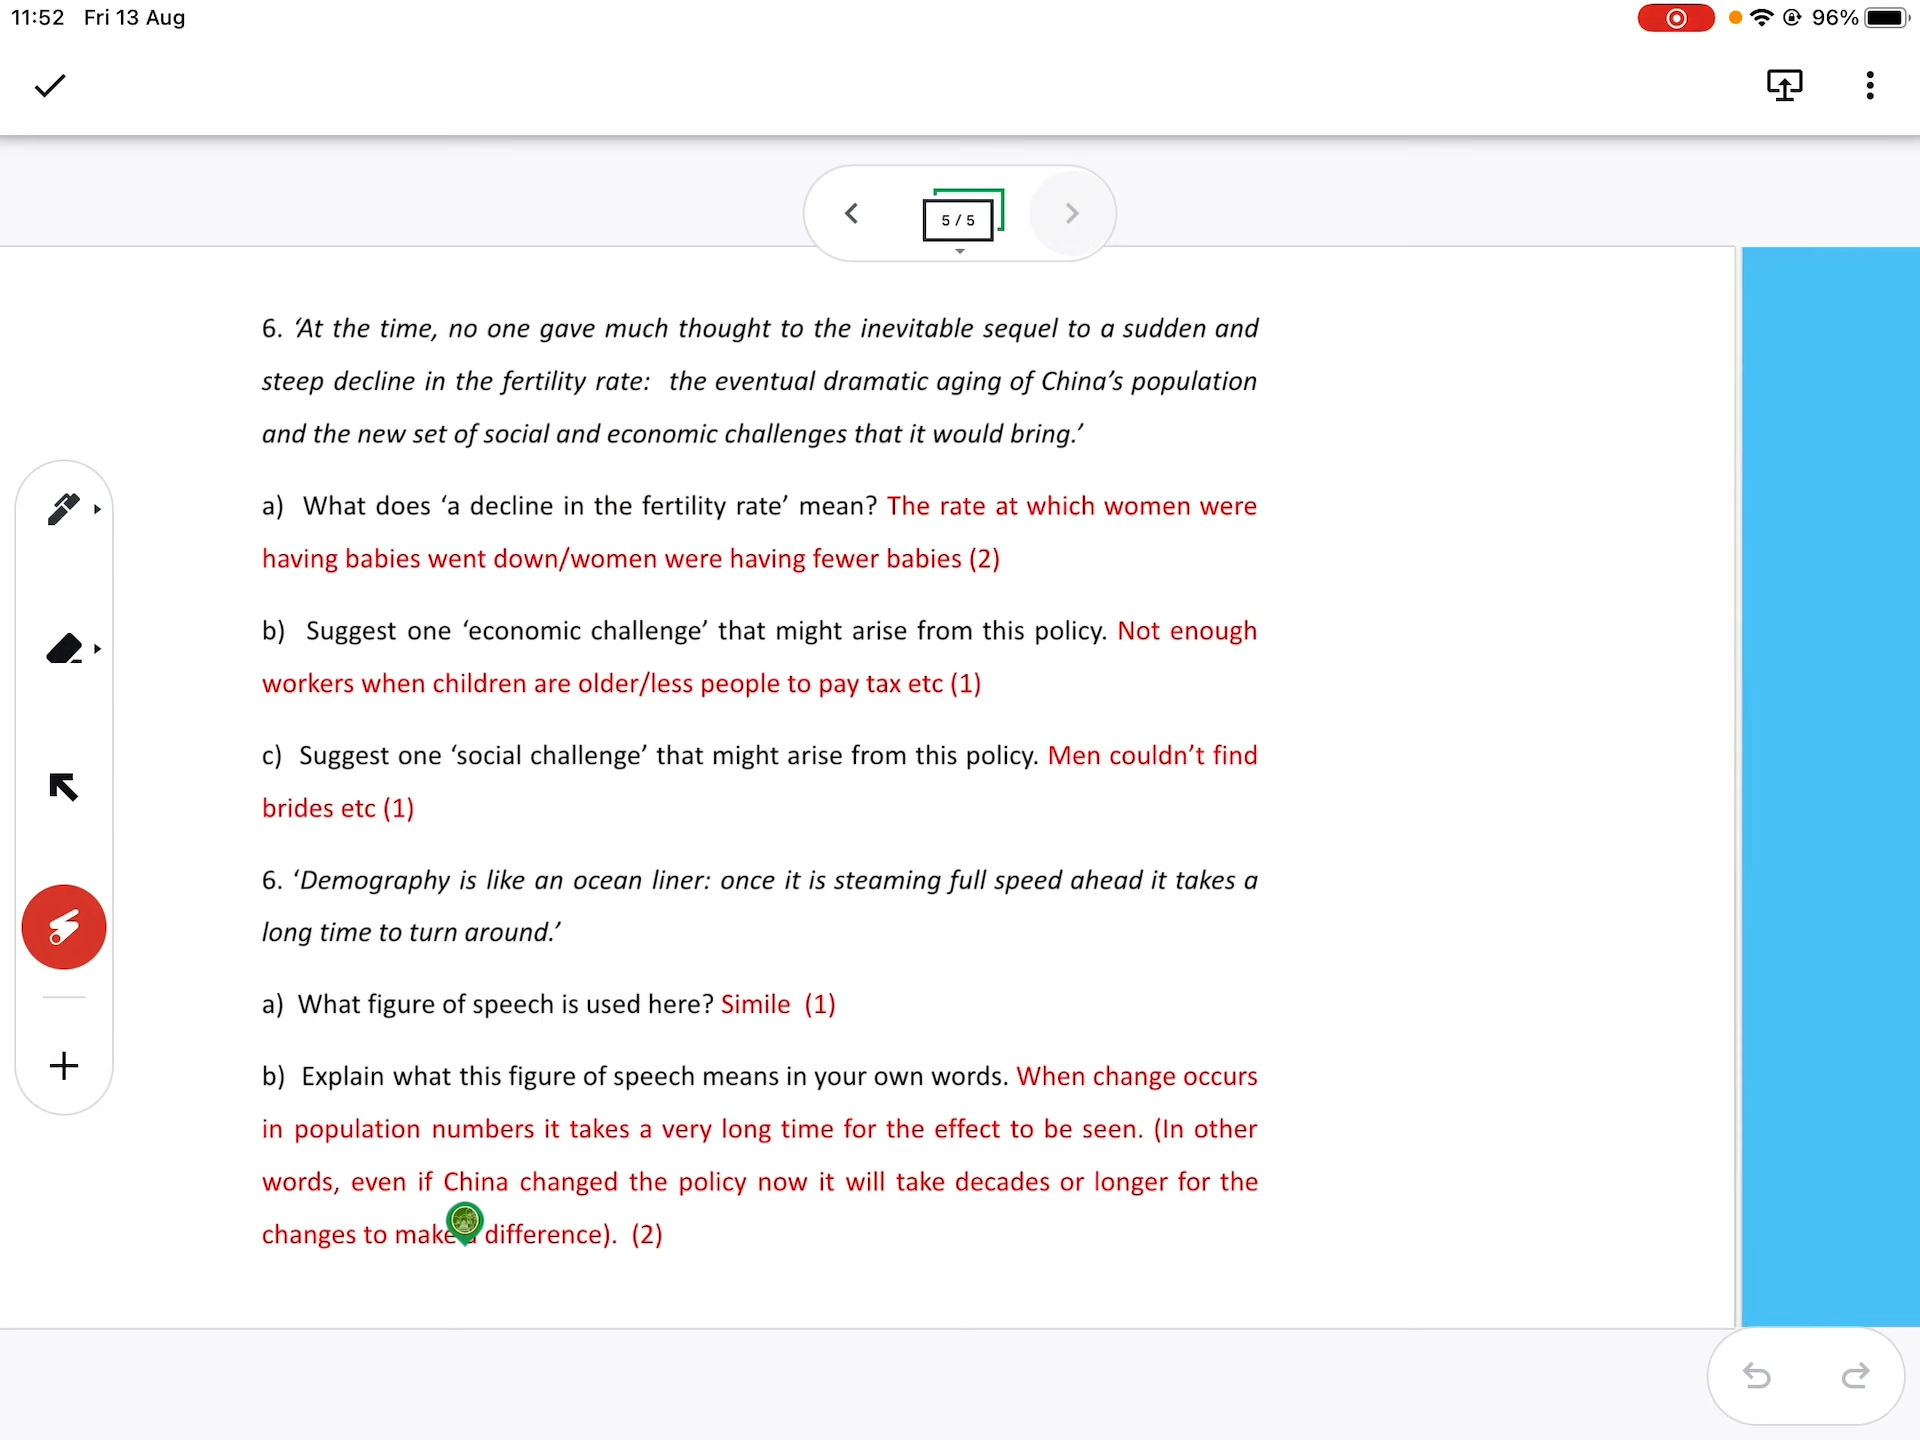 11:52 Fri 13 Aug
96%
5 / 5
6. ‘At the time, no one gave much thought to the inevitable sequel to a sudden and
steep decline in the fertility rate: the eventual dramatic aging of China’s population
and the new set of social and economic challenges that it would bring.’
a) What does ‘a decline in the fertility rate’ mean? The rate at which women were
having babies went down/women were having fewer babies (2)
b) Suggest one ‘economic challenge’ that might arise from this policy. Not enough
workers when children are older/less people to pay tax etc (1)
c) Suggest one ‘social challenge’ that might arise from this policy. Men couldn’t find
brides etc (1)
6. ‘Demography is like an ocean liner: once it is steaming full speed ahead it takes a
long time to turn around.’
a) What figure of speech is used here? Simile (1)
b) Explain what this figure of speech means in your own words. When change occurs
in population numbers it takes a very long time for the effect to be seen. (In other
words, even if China changed the policy now it will take decades or longer for the
changes to make a difference). (2)